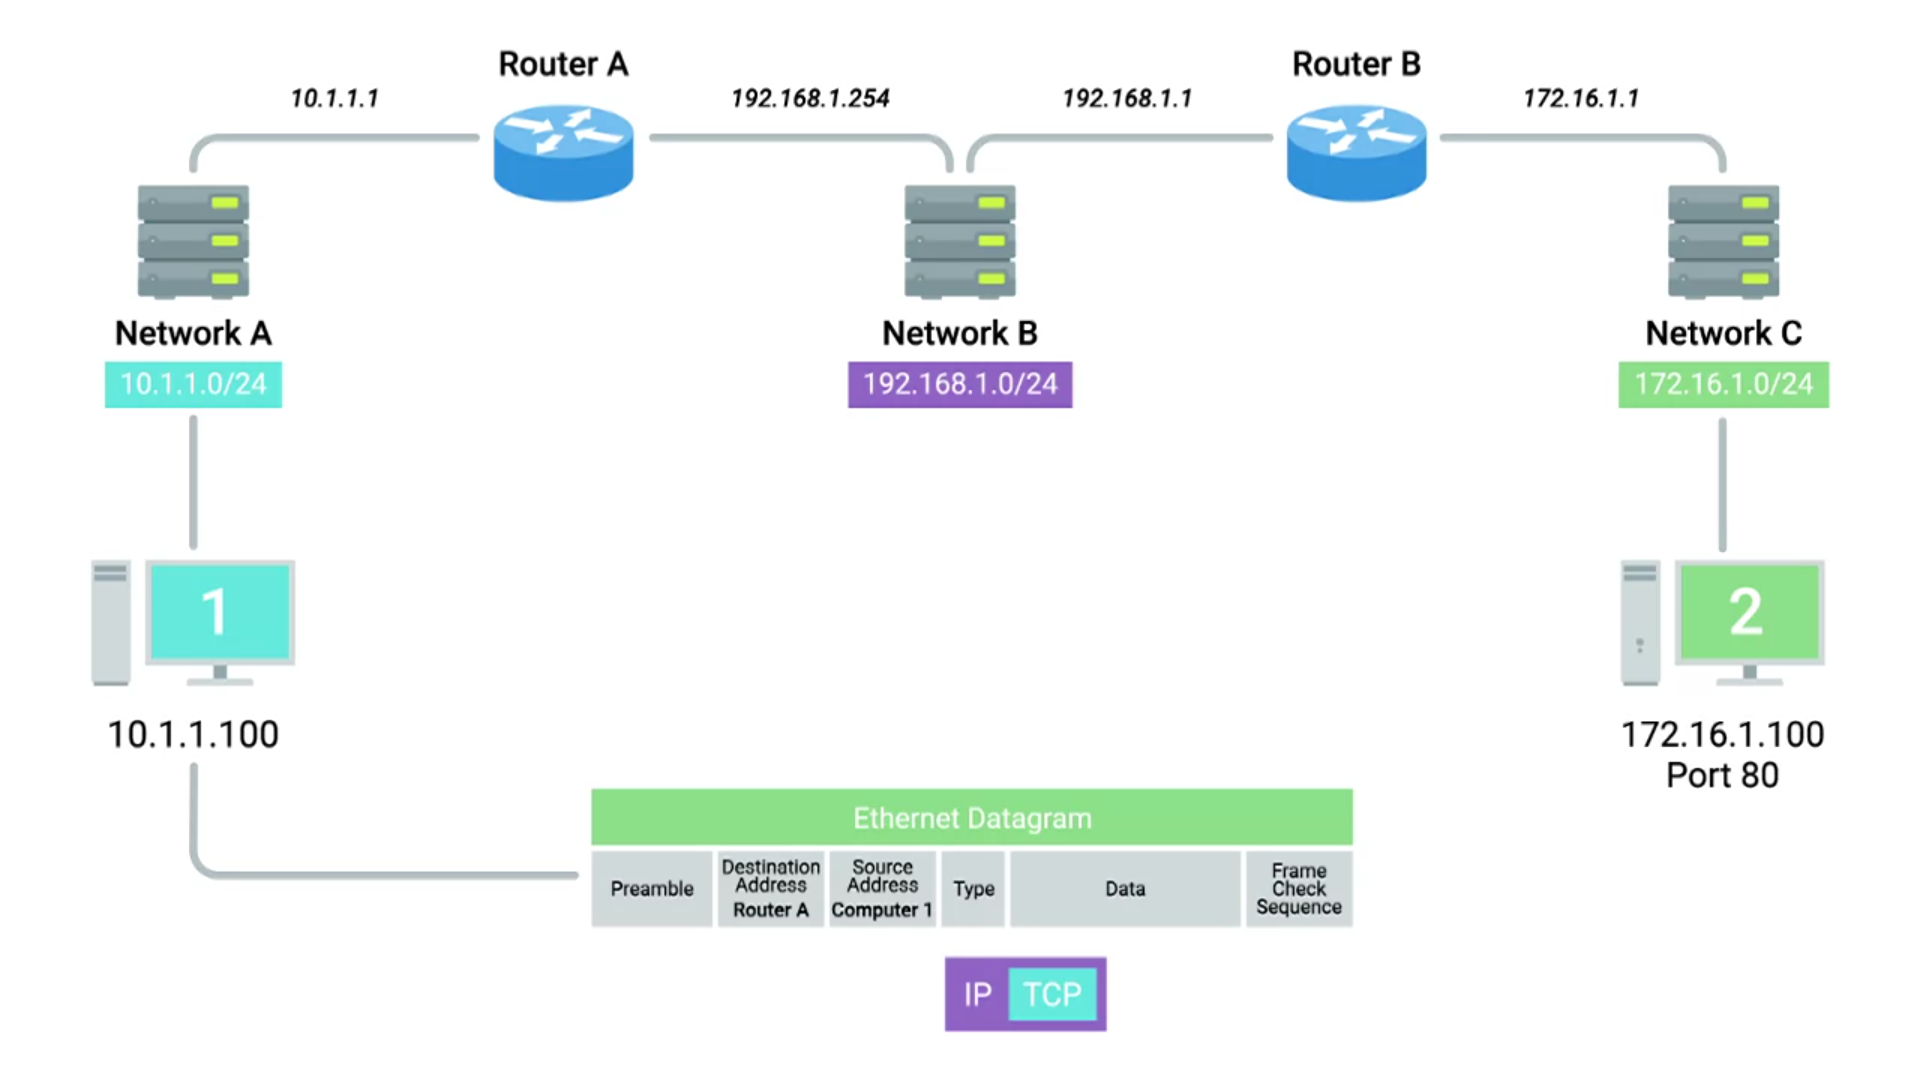 Router A
Router B
10.1.1.1
192.168.1.254
192.168.1.1
172.16.1.1
Network A
Network B
Network C
10.1.1.0/24
192.168.1.0/24
172.16.1.0/24
1
2
10.1.1.100
172.16.1.100
Port 80
Ethernet Datagram
Preamble
Destination
Address
Router A
Source
Address
Computer 1
Type
Data
Frame
Check
Sequence
IP
TCP